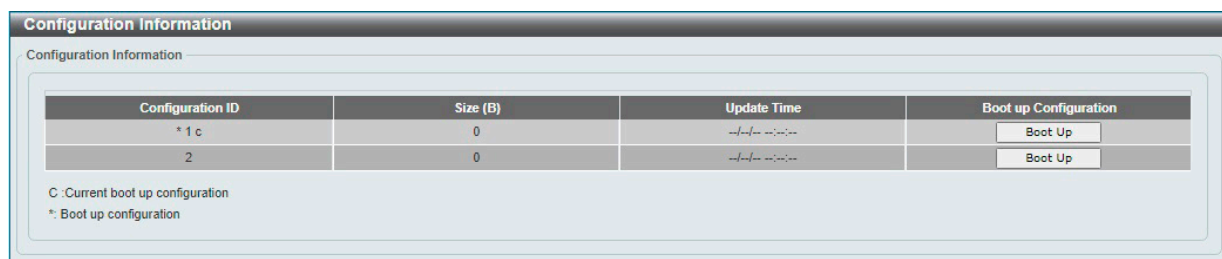 Configuration Information
Configuration Information
Configuration ID Size (B) Update Time Boot up Configuration
* 1 c 0 --/--/-- --:--:-- Boot Up
2 0 --/--/-- --:--:-- Boot Up
C :Current boot up configuration
*: Boot up configuration